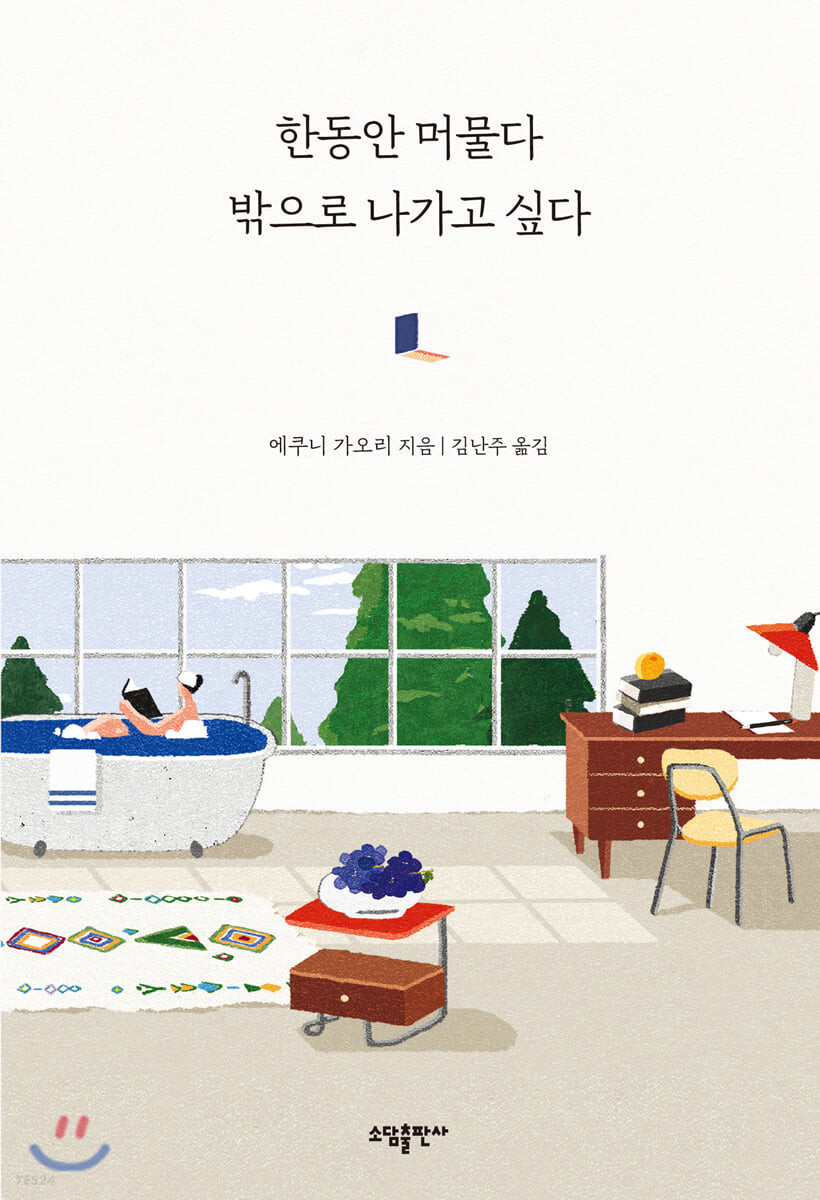 한동안 머물다
밖으로 나가고 싶다
에쿠니 가오리 지음 | 김난주 옮김
소담출판사
YES24